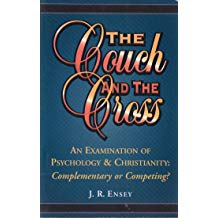 THE
Couch
AND THE
Cross
AN EXAMINATION OF
PSYCHOLOGY & CHRISTIANITY:
Complementary or Competing?
J. R. ENSEY